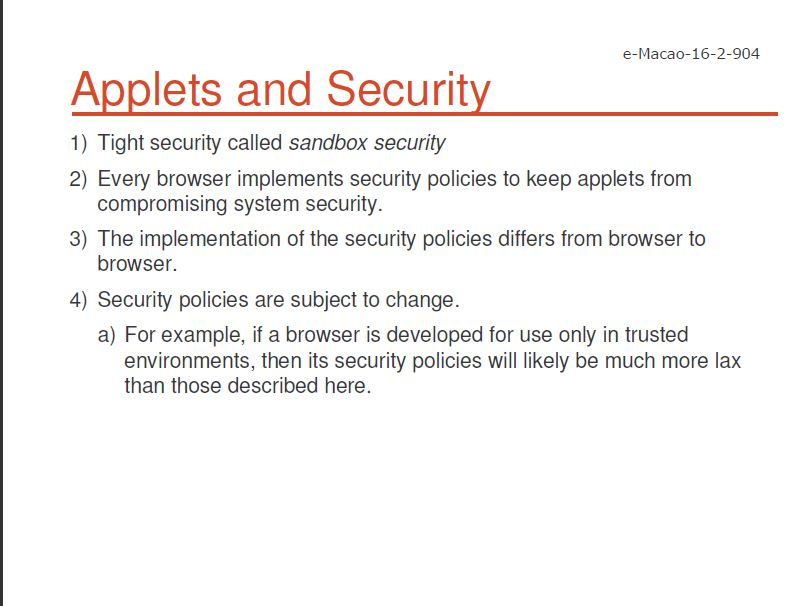 e-Macao-16-2-904
Applets and Security
1) Tight security called sandbox security
2) Every browser implements security policies to keep applets from
compromising system security.
3) The implementation of the security policies differs from browser to
browser.
4) Security policies are subject to change.
a) For example, if a browser is developed for use only in trusted
environments, then its security policies will likely be much more lax
than those described here.